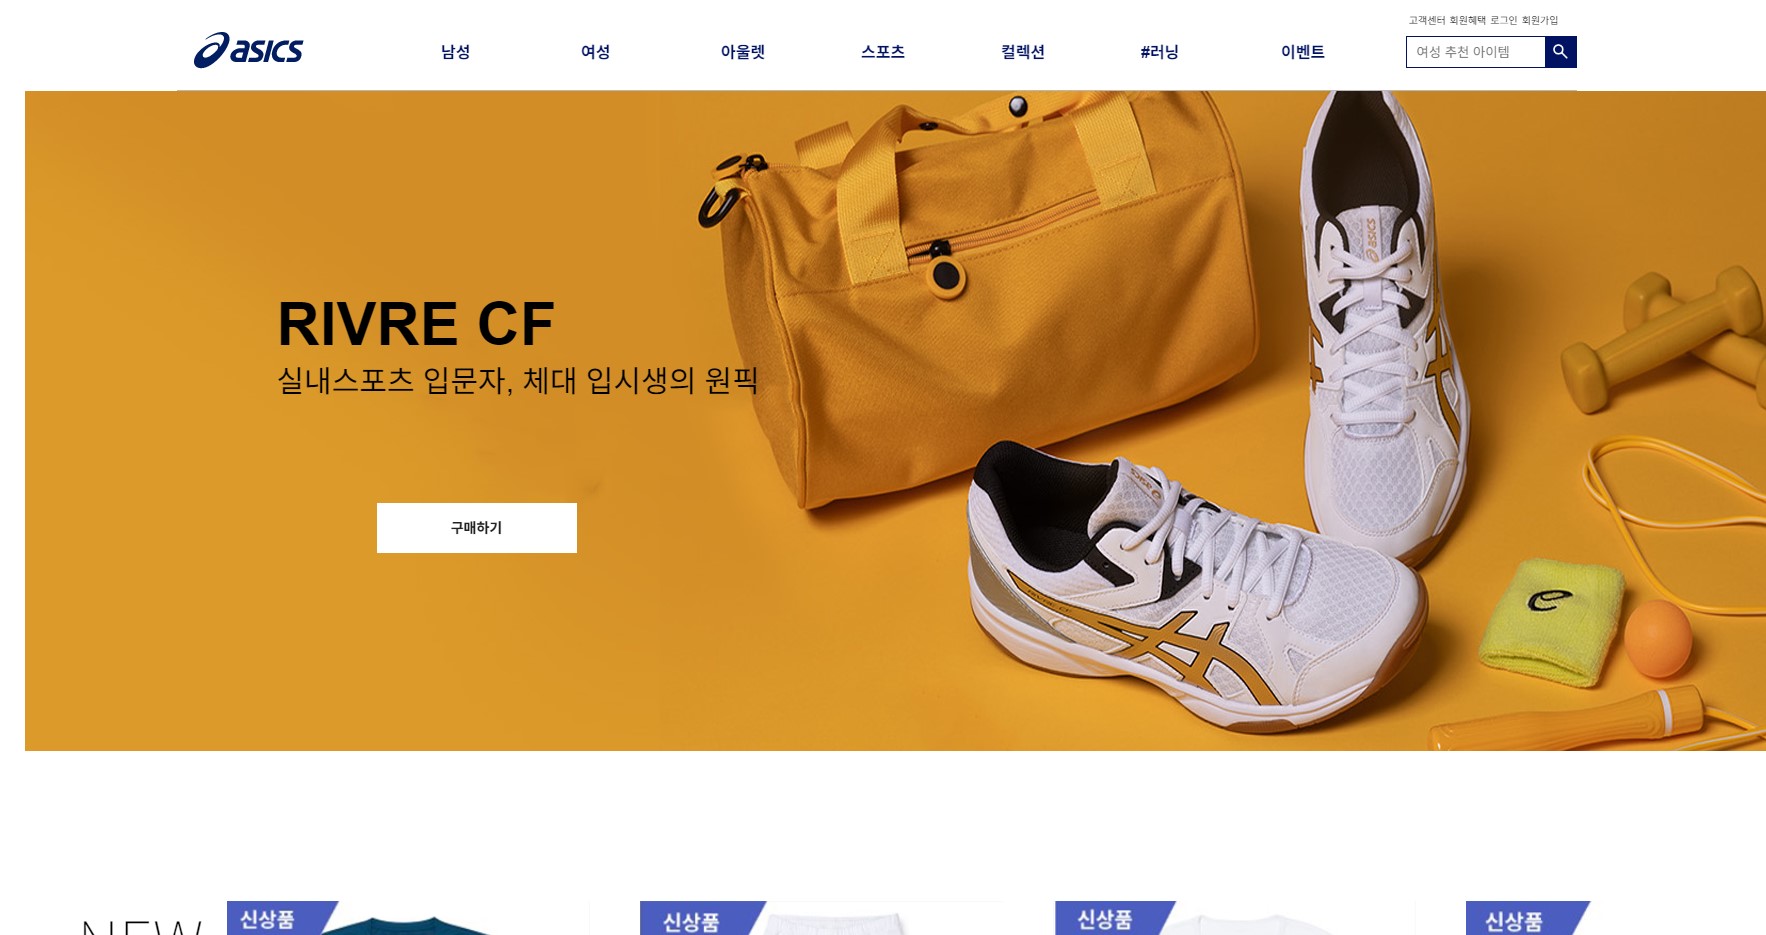 고객센터 회원혜택 로그인 회원가입
asics
남성 여성 아울렛 스포츠 컬렉션 #러닝 이벤트
여성 추천 아이템
RIVRE CF
실내스포츠 입문자, 체대 입시생의 원픽
구매하기
asics
RIVRE CF
NEW
신상품 신상품 신상품 신상품